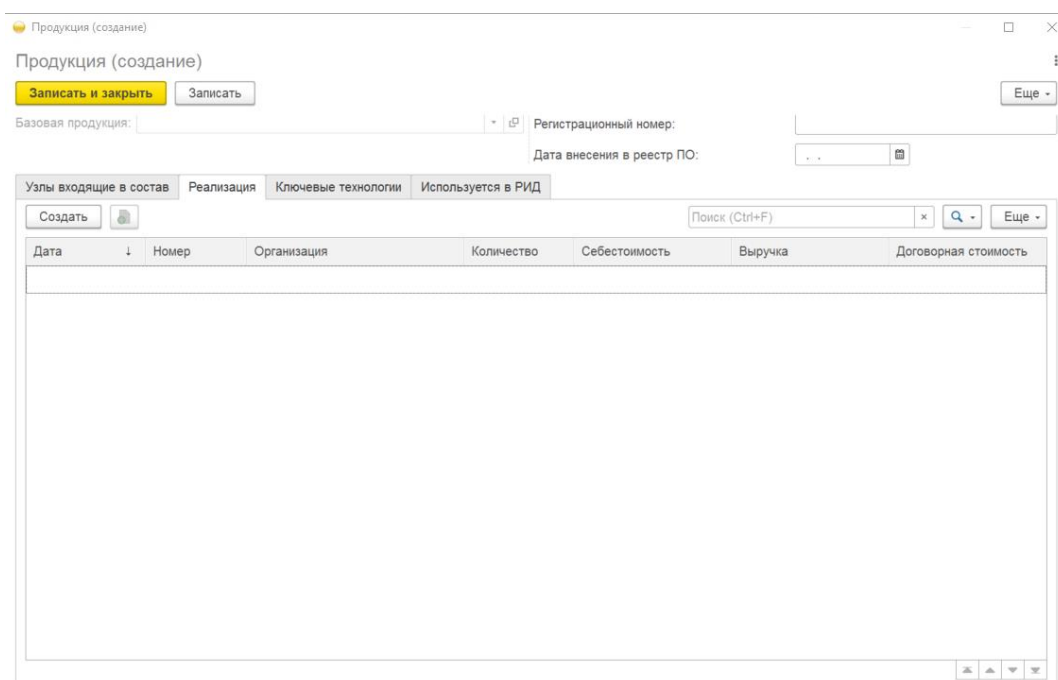 Продукция (создание)
Продукция (создание)
Записать и закрыть Записать Еще
Базовая продукция: Регистрационный номер:
Дата внесения в реестр ПО: . .
Узлы входящие в состав Реализация Ключевые технологии Используется в РИД
Создать Поиск (Ctrl+F) × Еще
Дата ↓ Номер Организация Количество Себестоимость Выручка Договорная стоимость